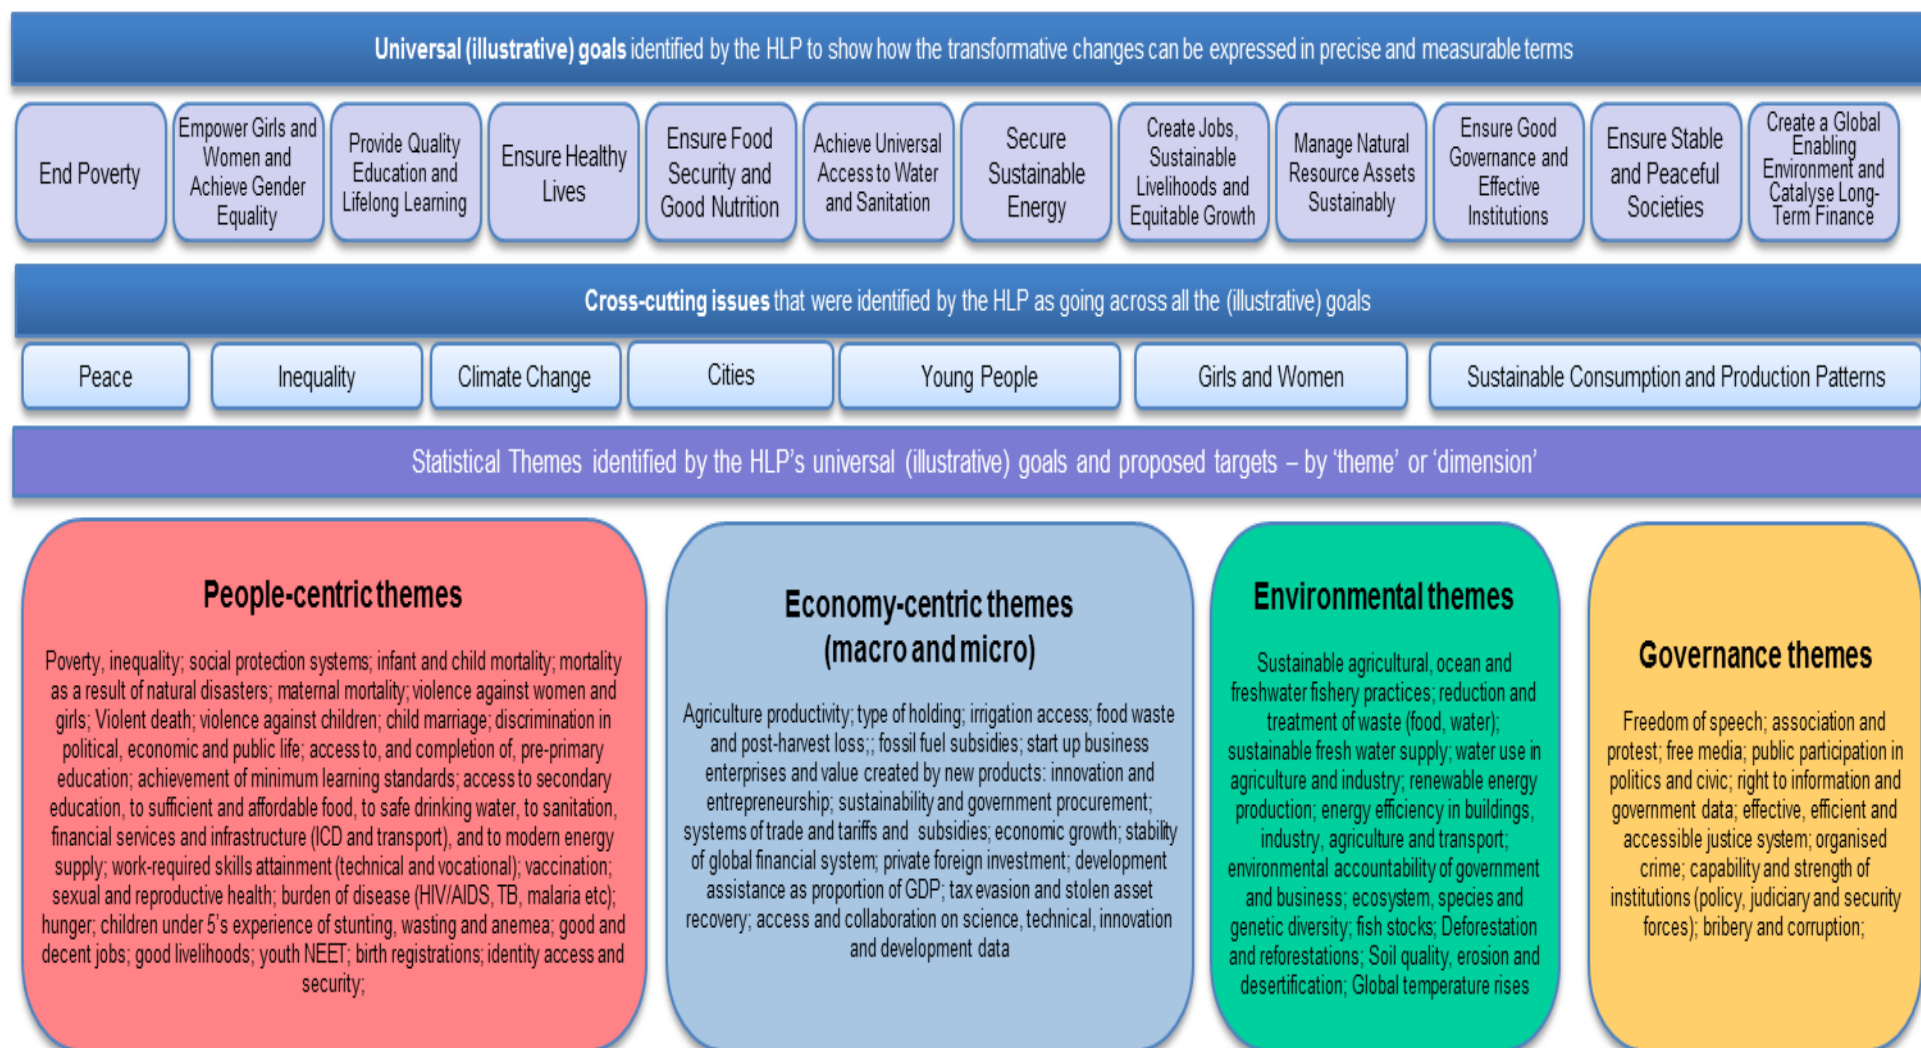 Universal (illustrative) goals identified by the HLP to show how the transformative changes can be expressed in precise and measurable terms
End Poverty
Empower Girls and
Women and
Achieve Gender
Equality
Provide Quality
Education and
Lifelong Learning
Ensure Healthy
Lives
Ensure Food
Security and
Good Nutrition
Achieve Universal
Access to Water
and Sanitation
Secure
Sustainable
Energy
Create Jobs,
Sustainable
Livelihoods and
Equitable Growth
Manage Natural
Resource Assets
Sustainably
Ensure Good
Governance and
Effective
Institutions
Ensure Stable
and Peaceful
Societies
Create a Global
Enabling
Environment and
Catalyse Long-
Term Finance
Cross-cutting issues that were identified by the HLP as going across all the (illustrative) goals
Peace
Inequality
Climate Change
Cities
Young People
Girls and Women
Sustainable Consumption and Production Patterns
Statistical Themes identified by the HLP's universal (illustrative) goals and proposed targets – by 'theme' or 'dimension'
People-centric themes
Poverty, inequality; social protection systems; infant and child mortality; mortality
as a result of natural disasters; maternal mortality; violence against women and
girls; Violent death; violence against children; child marriage; discrimination in
political, economic and public life; access to, and completion of, pre-primary
education; achievement of minimum learning standards; access to secondary
education, to sufficient and affordable food, to safe drinking water, to sanitation,
financial services and infrastructure (ICD and transport), and to modern energy
supply; work-required skills attainment (technical and vocational); vaccination;
sexual and reproductive health; burden of disease (HIV/AIDS, TB, malaria etc);
hunger; children under 5's experience of stunting, wasting and anemea; good and
decent jobs; good livelihoods; youth NEET; birth registrations; identity access and
security;
Economy-centric themes
(macro and micro)
Agriculture productivity; type of holding; irrigation access; food waste
and post-harvest loss;; fossil fuel subsidies; start up business
enterprises and value created by new products: innovation and
entrepreneurship; sustainability and government procurement;
systems of trade and tariffs and subsidies; economic growth; stability
of global financial system; private foreign investment; development
assistance as proportion of GDP; tax evasion and stolen asset
recovery; access and collaboration on science, technical, innovation
and development data
Environmental themes
Sustainable agricultural, ocean and
freshwater fishery practices; reduction and
treatment of waste (food, water);
sustainable fresh water supply; water use in
agriculture and industry; renewable energy
production; energy efficiency in buildings,
industry, agriculture and transport;
environmental accountability of government
and business; ecosystem, species and
genetic diversity; fish stocks; Deforestation
and reforestations; Soil quality, erosion and
desertification; Global temperature rises
Governance themes
Freedom of speech; association and
protest; free media; public participation in
politics and civic; right to information and
government data; effective, efficient and
accessible justice system; organised
crime; capability and strength of
institutions (policy, judiciary and security
forces); bribery and corruption;